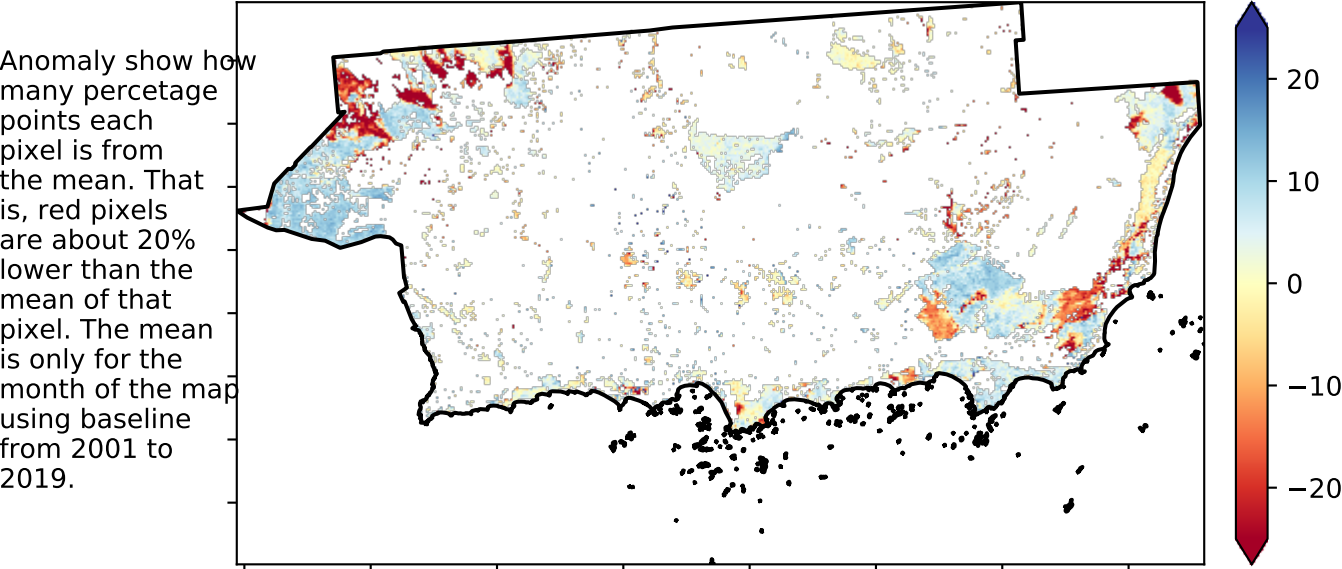 Anomaly show how
many percetage
points each
pixel is from
the mean. That
is, red pixels
are about 20%
lower than the
mean of that
pixel. The mean
is only for the
month of the map
using baseline
from 2001 to
2019.
20
10
0
−10
−20